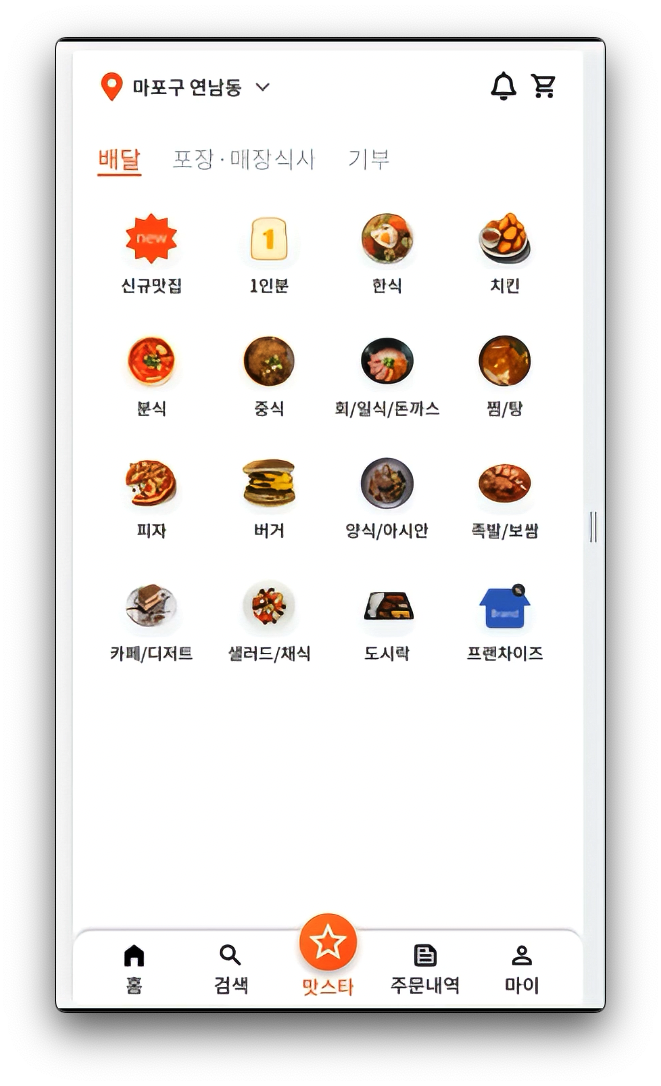 마포구 연남동
배달 포장·매장식사 기부
new 1
신규맛집 1인분 한식 치킨
분식 중식 회/일식/돈까스 찜/탕
피자 버거 양식/아시안 족발/보쌈
Brand
카페/디저트 샐러드/채식 도시락 프랜차이즈
홈 검색 맛스타 주문내역 마이